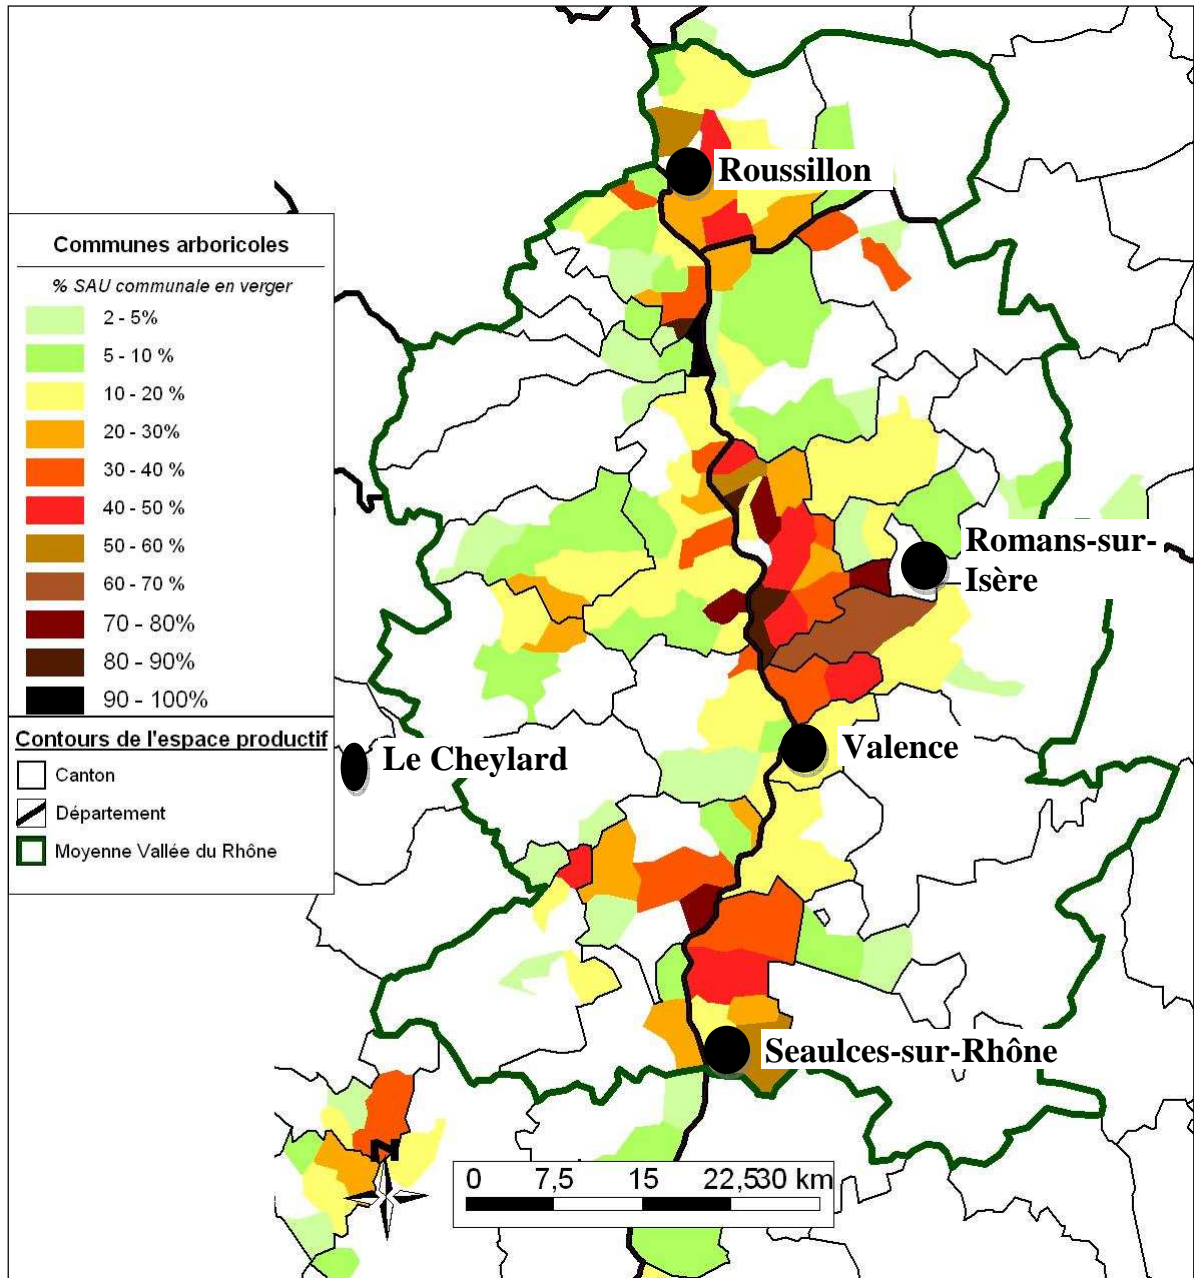 Roussillon
Communes arboricoles
% SAU communale en verger
2 - 5%
5 - 10 %
10 - 20 %
20 - 30%
30 - 40 %
40 - 50 %
50 - 60 %
60 - 70 %
70 - 80%
80 - 90%
90 - 100%
Contours de l'espace productif
Canton
Département
Moyenne Vallée du Rhône
Romans-sur-
Isère
Le Cheylard
Valence
Seaulces-sur-Rhône
N
0 7,5 15 22,5 30 km